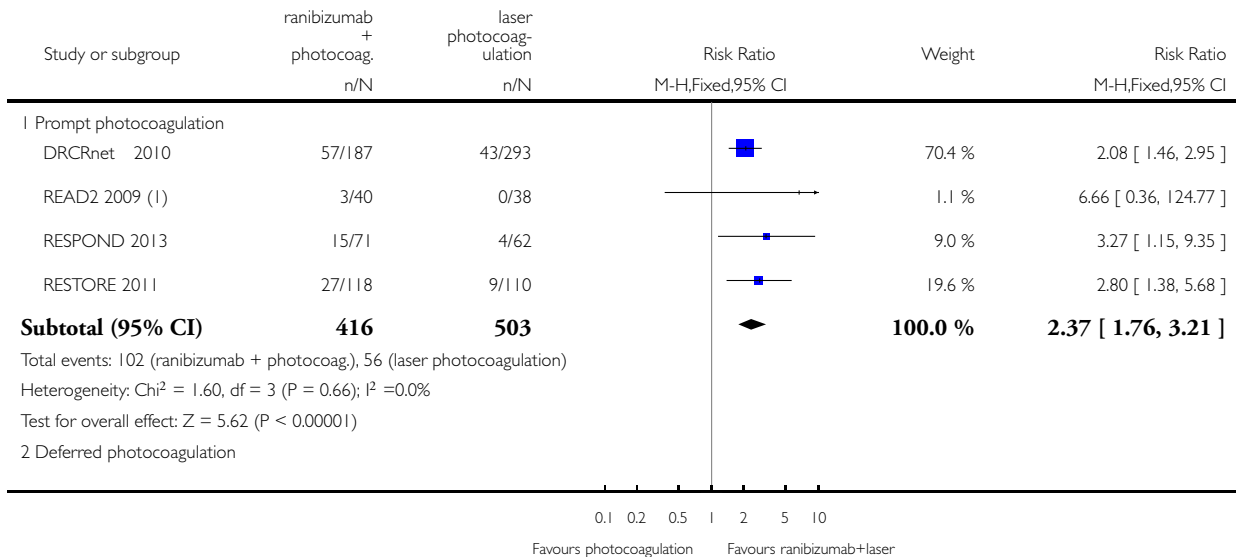 Study or subgroup
ranibizumab
+
photocoag.
laser
photocoag-
ulation
Risk Ratio
Weight
Risk Ratio
n/N
n/N
M-H,Fixed,95% CI
M-H,Fixed,95% CI
1 Prompt photocoagulation
DRCRnet 2010 57/187 43/293 70.4 % 2.08 [ 1.46, 2.95 ]
READ2 2009 (1) 3/40 0/38 1.1 % 6.66 [ 0.36, 124.77 ]
RESPOND 2013 15/71 4/62 9.0 % 3.27 [ 1.15, 9.35 ]
RESTORE 2011 27/118 9/110 19.6 % 2.80 [ 1.38, 5.68 ]
Subtotal (95% CI) 416 503 100.0 % 2.37 [ 1.76, 3.21 ]
Total events: 102 (ranibizumab + photocoag.), 56 (laser photocoagulation)
Heterogeneity: Chi² = 1.60, df = 3 (P = 0.66); I² =0.0%
Test for overall effect: Z = 5.62 (P < 0.00001)
2 Deferred photocoagulation
0.1 0.2 0.5 1 2 5 10
Favours photocoagulation Favours ranibizumab+laser